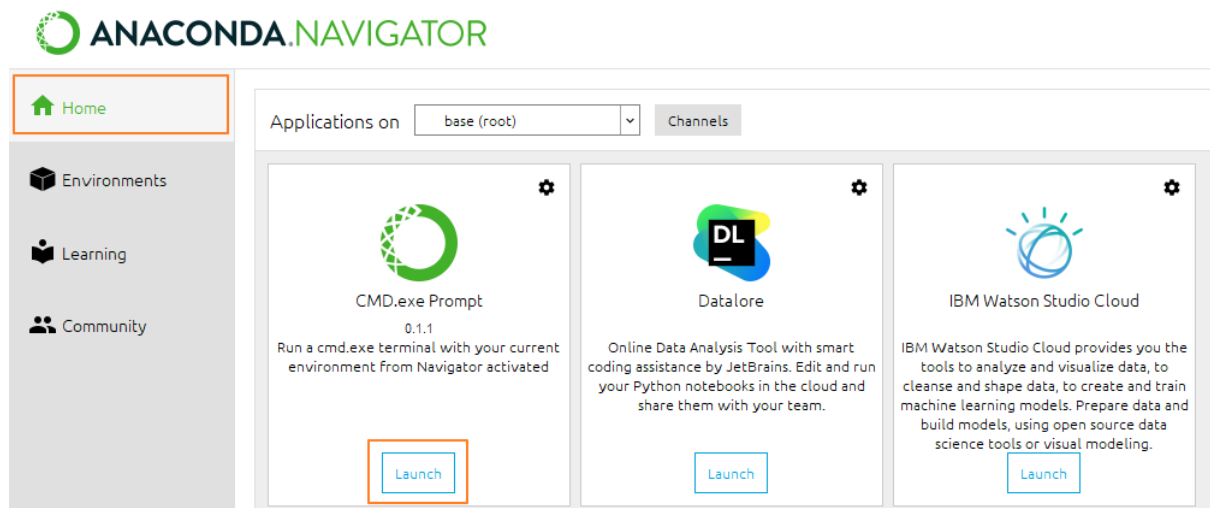 ANACONDA.NAVIGATOR
Home
Applications on
base (root)
Channels
Environments
Learning
Community
CMD.exe Prompt
0.1.1
Run a cmd.exe terminal with your current
environment from Navigator activated
Launch
DL
Datalore
Online Data Analysis Tool with smart
coding assistance by JetBrains. Edit and run
your Python notebooks in the cloud and
share them with your team.
Launch
IBM Watson Studio Cloud
IBM Watson Studio Cloud provides you the
tools to analyze and visualize data, to
cleanse and shape data, to create and train
machine learning models. Prepare data and
build models, using open source data
science tools or visual modeling.
Launch